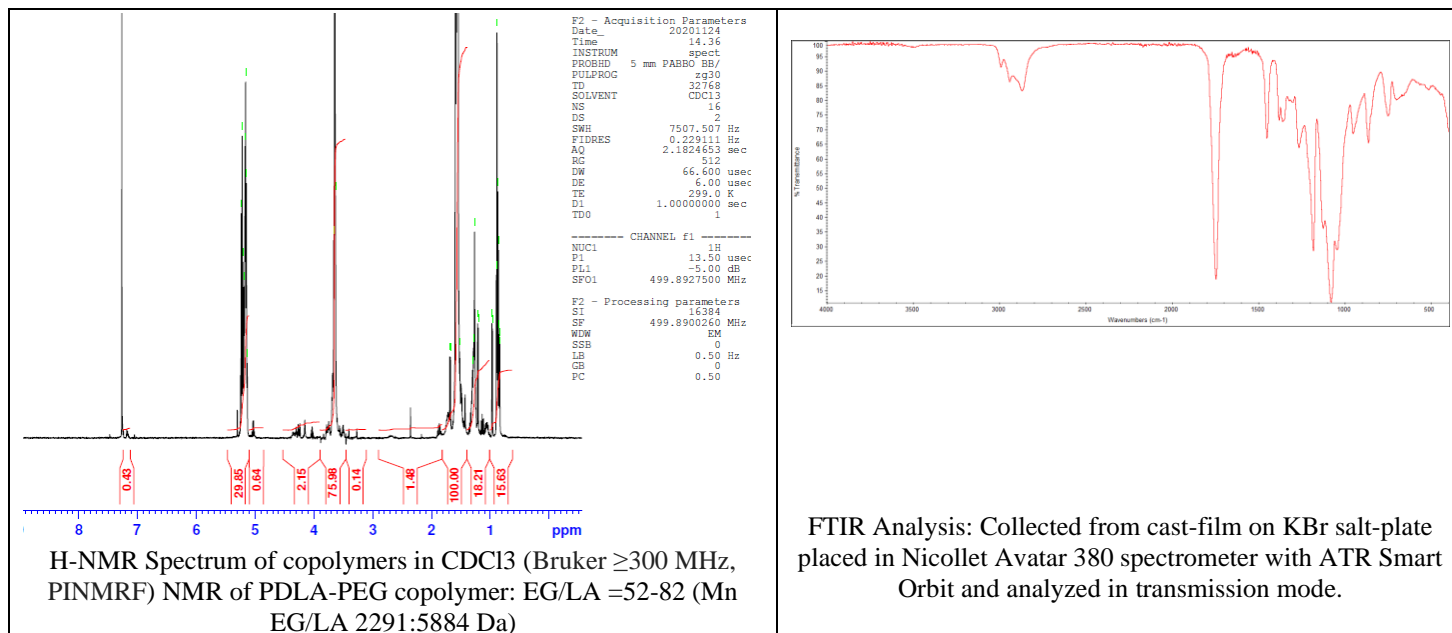 F2 - Acquisition Parameters
Date_ 20201124
Time 14.36
INSTRUM spect
PROBHD 5 mm PABBO BB/
PULPROG zg30
TD 32768
SOLVENT CDCl3
NS 16
DS 2
SWH 7507.507 Hz
FIDRES 0.229111 Hz
AQ 2.1824653 sec
RG 512
DW 66.600 usec
DE 6.00 usec
TE 299.0 K
D1 1.00000000 sec
TD0 1
-------- CHANNEL f1 --------
NUC1 1H
P1 13.50 usec
PL1 -5.00 dB
SFO1 499.8927500 MHz
F2 - Processing parameters
SI 16384
SF 499.8900260 MHz
WDW EM
SSB 0
LB 0.50 Hz
GB 0
PC 0.50
0.43 29.85 0.64 2.15 75.98 0.14 1.48 100.00 18.21 15.63
8 7 6 5 4 3 2 1 ppm
H-NMR Spectrum of copolymers in CDCl3 (Bruker ≥300 MHz,
PINMRF) NMR of PDLA-PEG copolymer: EG/LA =52-82 (Mn
EG/LA 2291:5884 Da)
100
95
90
85
80
75
70
65
60
55
50
45
40
35
30
25
20
15
% Transmittance
4000 3500 3000 2500 2000 1500 1000 500
Wavenumbers (cm-1)
FTIR Analysis: Collected from cast-film on KBr salt-plate
placed in Nicollet Avatar 380 spectrometer with ATR Smart
Orbit and analyzed in transmission mode.